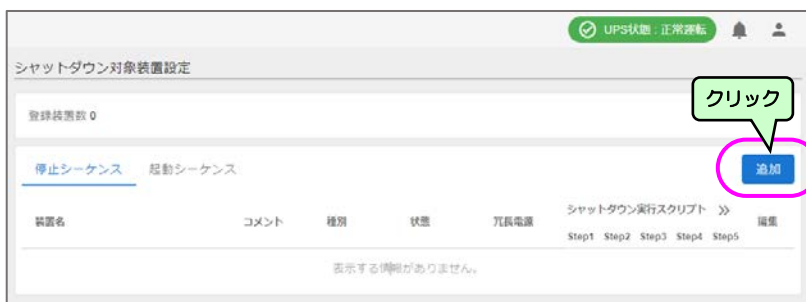 UPS状態 : 正常運転
シャットダウン対象装置設定
クリック
登録装置数 0
停止シーケンス 起動シーケンス 追加
装置名 コメント 種別 状態 冗長電源 シャットダウン実行スクリプト >> 編集
Step1 Step2 Step3 Step4 Step5
表示する情報がありません。